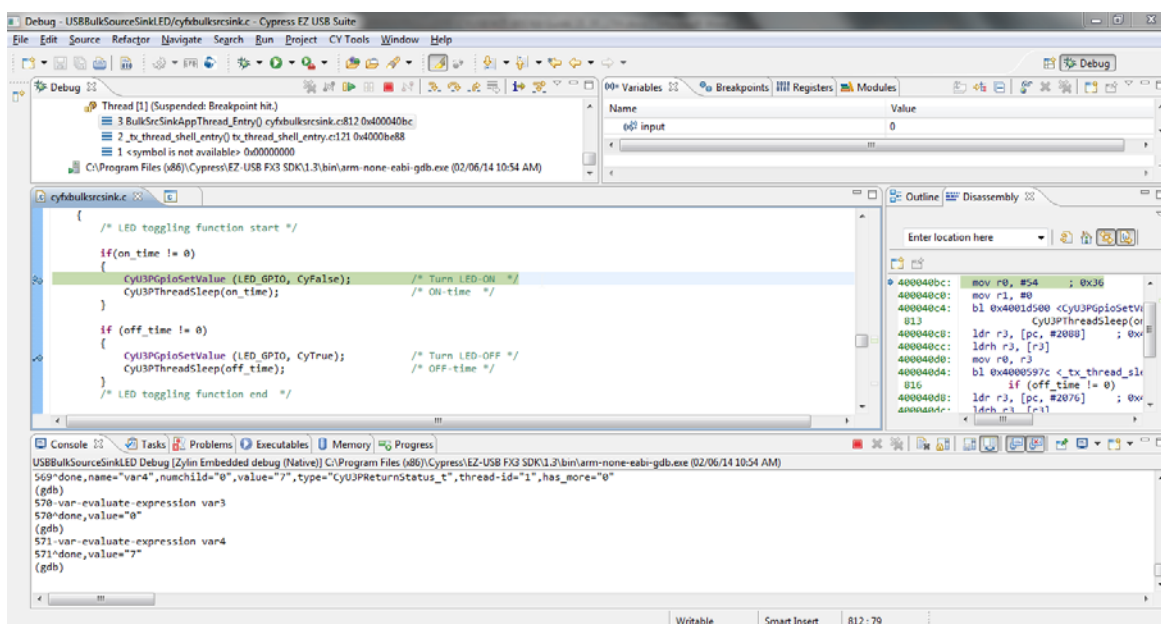 Debug - USBBulkSourceSinkLED/cyfxbulksrcsink.c - Cypress EZ USB Suite
File Edit Source Refactor Navigate Search Run Project CY Tools Window Help
Debug
Debug
Thread [1] (Suspended: Breakpoint hit.)
3 BulkSrcSinkAppThread_Entry() cyfxbulksrcsink.c:812 0x400040bc
2 _tx_thread_shell_entry() tx_thread_shell_entry.c:121 0x4000be88
1 <symbol is not available> 0x00000000
C:\Program Files (x86)\Cypress\EZ-USB FX3 SDK\1.3\bin\arm-none-eabi-gdb.exe (02/06/14 10:54 AM)
(x)= Variables Breakpoints Registers Modules
Name Value
input 0
cyfxbulksrcsink.c
{
/* LED toggling function start */
if(on_time != 0)
{
CyU3PGpioSetValue (LED_GPIO, CyFalse); /* Turn LED-ON */
CyU3PThreadSleep(on_time); /* ON-time */
}
if (off_time != 0)
{
CyU3PGpioSetValue (LED_GPIO, CyTrue); /* Turn LED-OFF */
CyU3PThreadSleep(off_time); /* OFF-time */
}
/* LED toggling function end */
Outline Disassembly
Enter location here
400040bc: mov r0, #54 ; 0x36
400040c0: mov r1, #0
400040c4: bl 0x4001d500 <CyU3PGpioSetVa
813 CyU3PThreadSleep(on
400040c8: ldr r3, [pc, #2088] ; 0x4
400040cc: ldrh r3, [r3]
400040d0: mov r0, r3
400040d4: bl 0x4000597c <_tx_thread_sle
816 if (off_time != 0)
400040d8: ldr r3, [pc, #2076] ; 0x4
400040dc: ldrh r3, [r3]
Console Tasks Problems Executables Memory Progress
USBBulkSourceSinkLED Debug [Zylin Embedded debug (Native)] C:\Program Files (x86)\Cypress\EZ-USB FX3 SDK\1.3\bin\arm-none-eabi-gdb.exe (02/06/14 10:54 AM)
569^done,name="var4",numchild="0",value="7",type="CyU3PReturnStatus_t",thread-id="1",has_more="0"
(gdb)
570-var-evaluate-expression var3
570^done,value="0"
(gdb)
571-var-evaluate-expression var4
571^done,value="7"
(gdb)
Writable Smart Insert 812 : 79